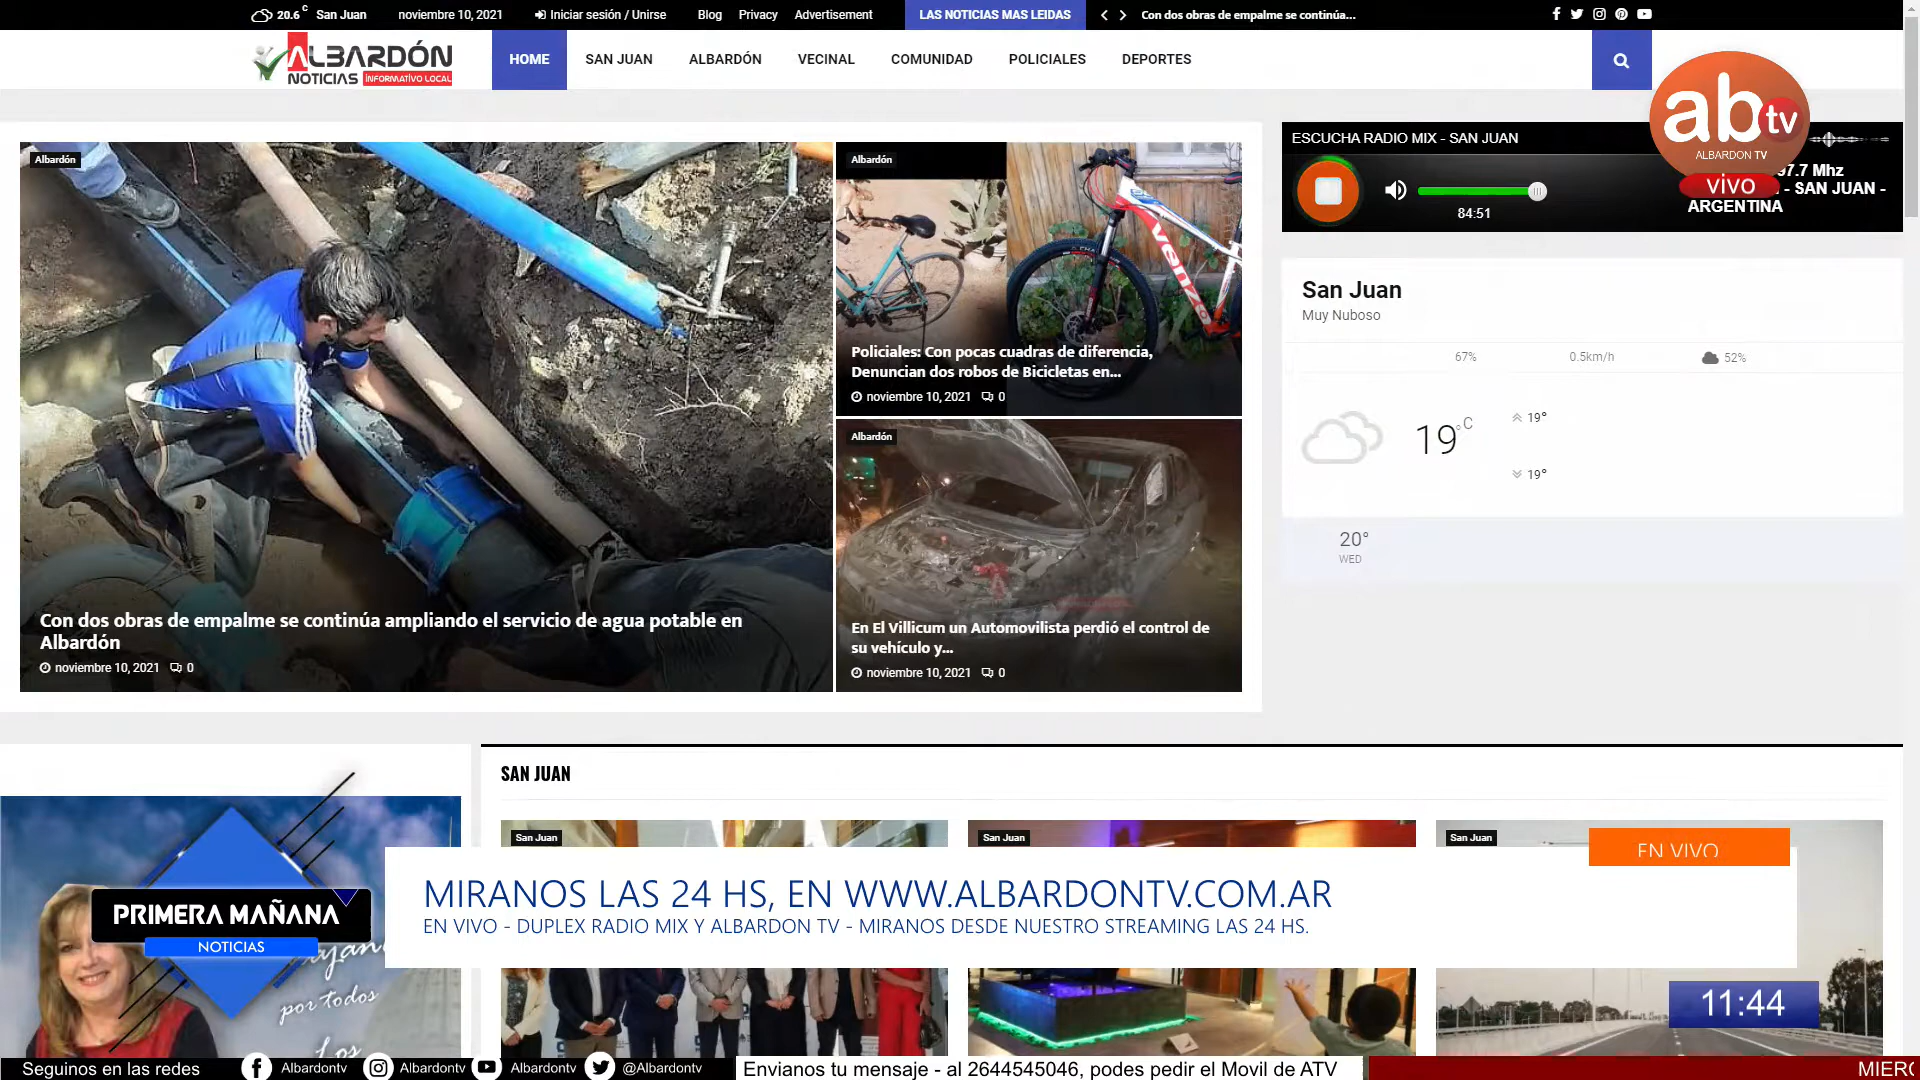 20.6 C San Juan
noviembre 10, 2021
Iniciar sesión / Unirse
Blog Privacy Advertisement
LAS NOTICIAS MAS LEIDAS
Con dos obras de empalme se continúa...
ALBARDÓN
NOTICIAS INFORMATIVO LOCAL
HOME SAN JUAN ALBARDÓN VECINAL COMUNIDAD POLICIALES DEPORTES
ab tv
ALBARDON TV
VIVO
Albardón
Con dos obras de empalme se continúa ampliando el servicio de agua potable en
Albardón
noviembre 10, 2021 0
Albardón
venzo
Policiales: Con pocas cuadras de diferencia,
Denuncian dos robos de Bicicletas en...
noviembre 10, 2021 0
Albardón
En El Villicum un Automovilista perdió el control de
su vehículo y...
noviembre 10, 2021 0
ESCUCHA RADIO MIX - SAN JUAN
84:51
97.7 Mhz
- SAN JUAN -
ARGENTINA
San Juan
Muy Nuboso
67% 0.5km/h 52%
19°C
19°
19°
20°
WED
SAN JUAN
San Juan
San Juan
San Juan
PRIMERA MAÑANA
NOTICIAS
por todos
Los
EN VIVO
MIRANOS LAS 24 HS, EN WWW.ALBARDONTV.COM.AR
EN VIVO - DUPLEX RADIO MIX Y ALBARDON TV - MIRANOS DESDE NUESTRO STREAMING LAS 24 HS.
11:44
Seguinos en las redes Albardontv Albardontv Albardontv @Albardontv
Envianos tu mensaje - al 2644545046, podes pedir el Movil de ATV
MIERC